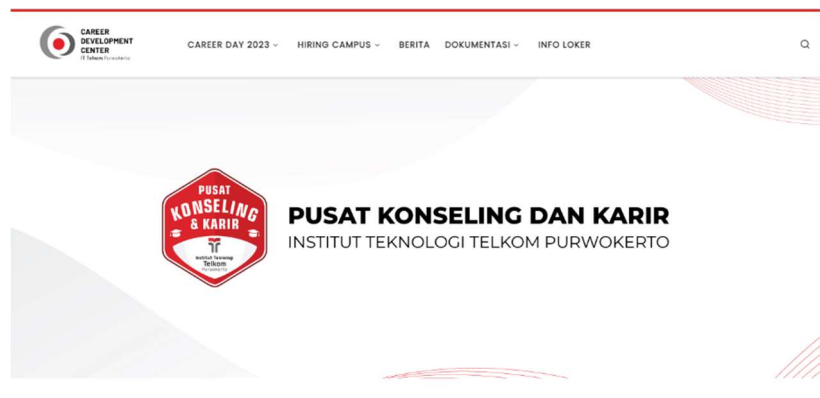 CAREER
DEVELOPMENT
CENTER
IT Telkom Purwokerto
CAREER DAY 2023
HIRING CAMPUS
BERITA
DOKUMENTASI
INFO LOKER
PUSAT
KONSELING
& KARIR
Institut Teknologi
Telkom
Purwokerto
PUSAT KONSELING DAN KARIR
INSTITUT TEKNOLOGI TELKOM PURWOKERTO